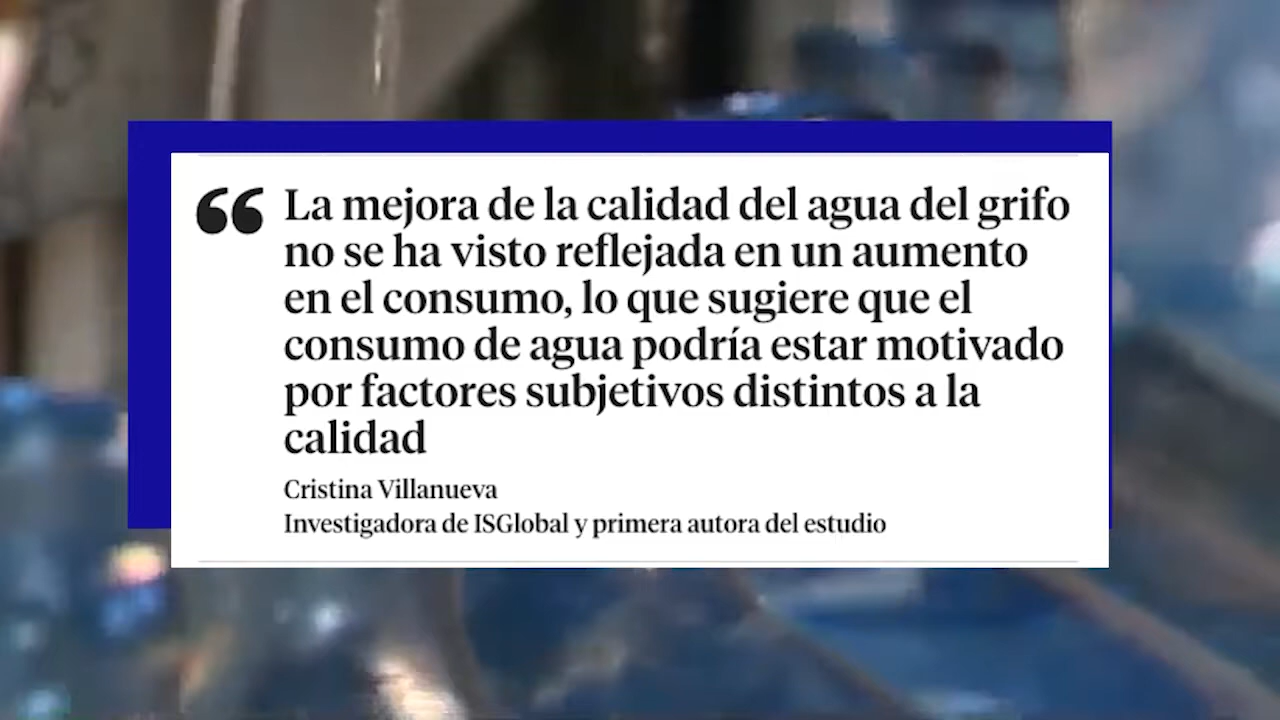 “ La mejora de la calidad del agua del grifo
no se ha visto reflejada en un aumento
en el consumo, lo que sugiere que el
consumo de agua podría estar motivado
por factores subjetivos distintos a la
calidad
Cristina Villanueva
Investigadora de ISGlobal y primera autora del estudio